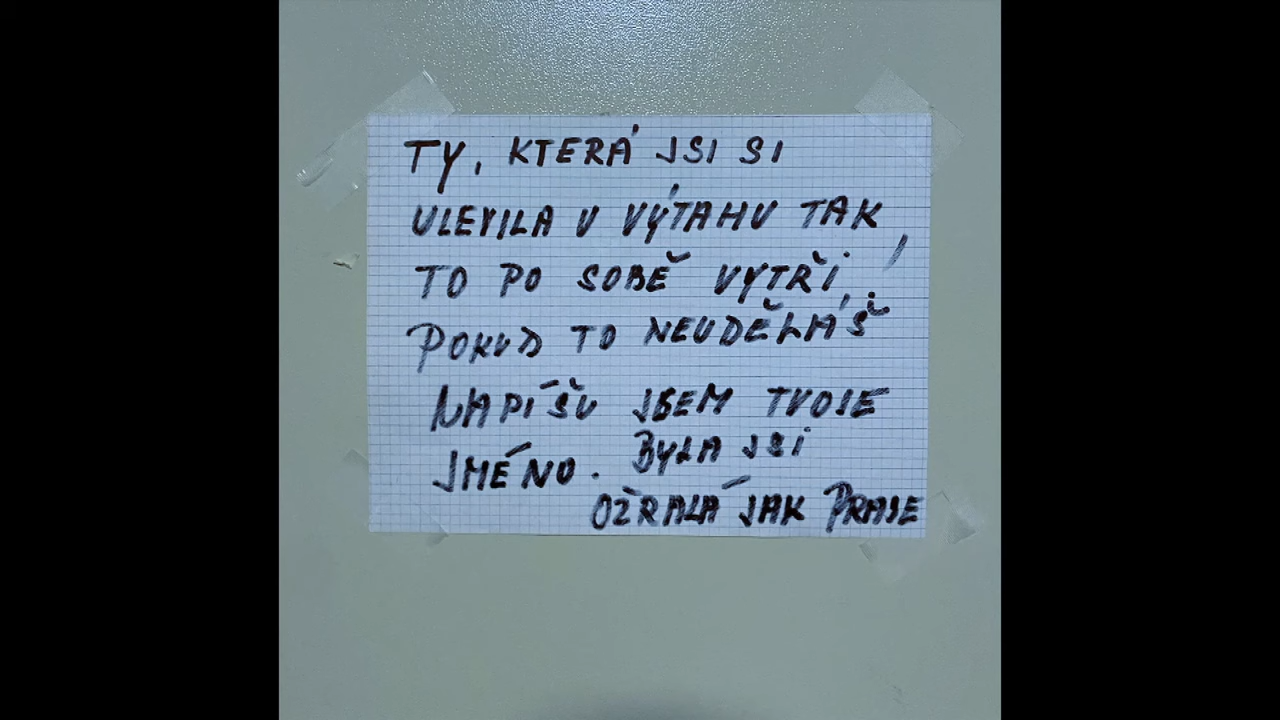 TY, KTERÁ JSI SI
ULEVILA V VÝTAHU TAK
TO PO SOBĚ VYTŘI!
POKUD TO NEUDĚLÁŠ
NAPÍŠU JSEM TVOJE
JMÉNO. BYLA JSI
OŽRALÁ JAK PRASE